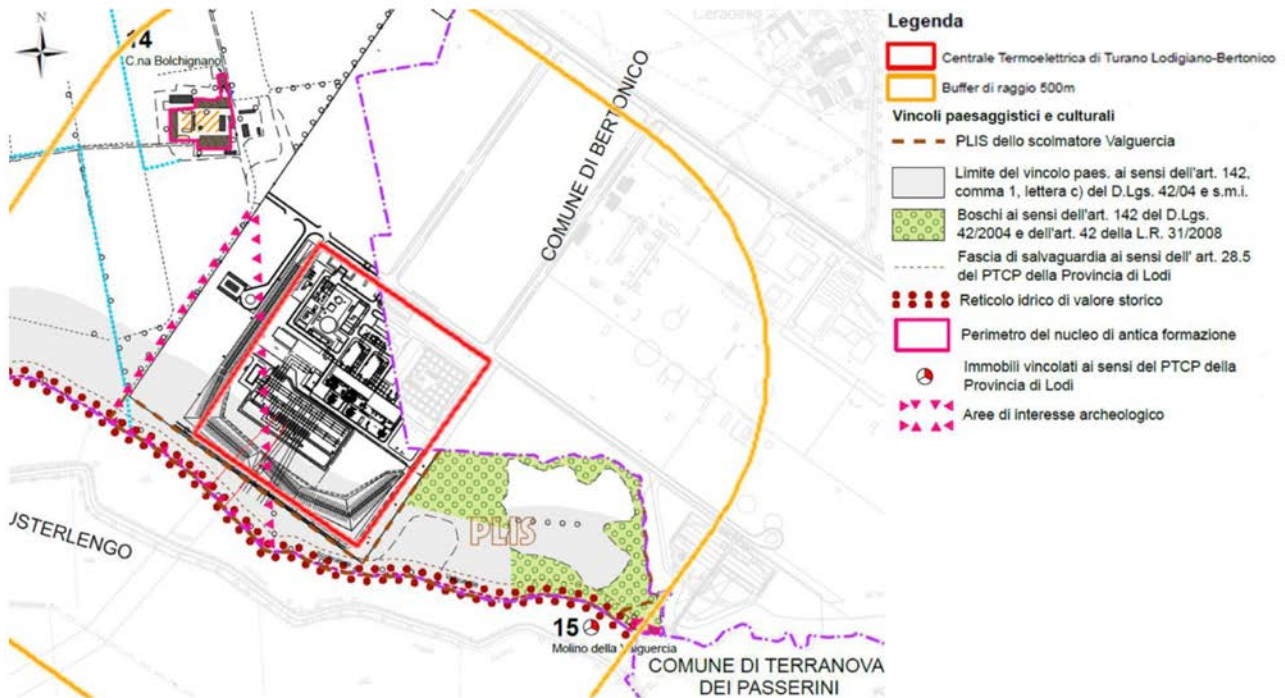 N
14
C.na Bolchignano
COMUNE DI BERTONICO
USTERLENGO
PLIS
15
Molino della Valguercia
COMUNE DI TERRANOVA
DEI PASSERINI
Legenda
Centrale Termoelettrica di Turano Lodigiano-Bertonico
Buffer di raggio 500m
Vincoli paesaggistici e culturali
PLIS dello scolmatore Valguercia
Limite del vincolo paes. ai sensi dell'art. 142,
comma 1, lettera c) del D.Lgs. 42/04 e s.m.i.
Boschi ai sensi dell'art. 142 del D.Lgs.
42/2004 e dell'art. 42 della L.R. 31/2008
Fascia di salvaguardia ai sensi dell' art. 28.5
del PTCP della Provincia di Lodi
Reticolo idrico di valore storico
Perimetro del nucleo di antica formazione
Immobili vincolati ai sensi del PTCP della
Provincia di Lodi
Aree di interesse archeologico